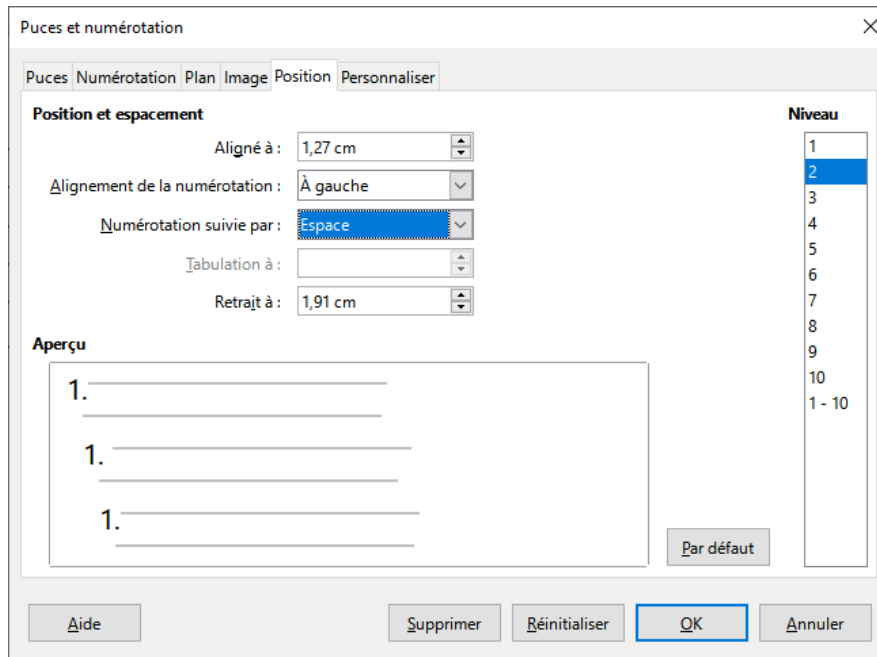 Puces et numérotation
Puces Numérotation Plan Image Position Personnaliser
Position et espacement
Niveau
Aligné à : 1,27 cm
Alignement de la numérotation : À gauche
Numérotation suivie par : Espace
Tabulation à :
Retrait à : 1,91 cm
1
2
3
4
5
6
7
8
9
10
1 - 10
Aperçu
1.
1.
1.
Par défaut
Aide
Supprimer
Réinitialiser
OK
Annuler